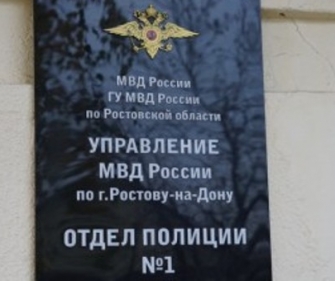 МВД России
ГУ МВД России
по Ростовской области
УПРАВЛЕНИЕ
МВД России
по г.Ростову-на-Дону
ОТДЕЛ ПОЛИЦИИ
№1